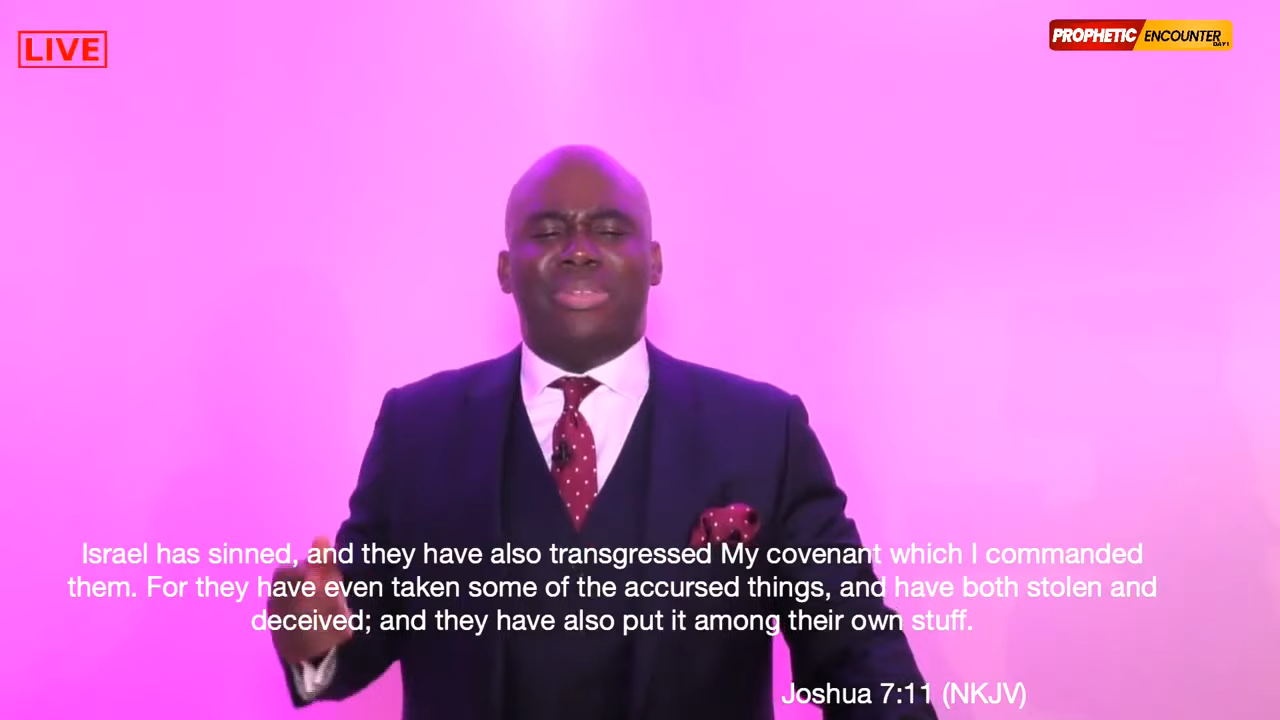 LIVE
PROPHETIC ENCOUNTER
DAY 1
Israel has sinned, and they have also transgressed My covenant which I commanded
them. For they have even taken some of the accursed things, and have both stolen and
deceived; and they have also put it among their own stuff.
Joshua 7:11 (NKJV)